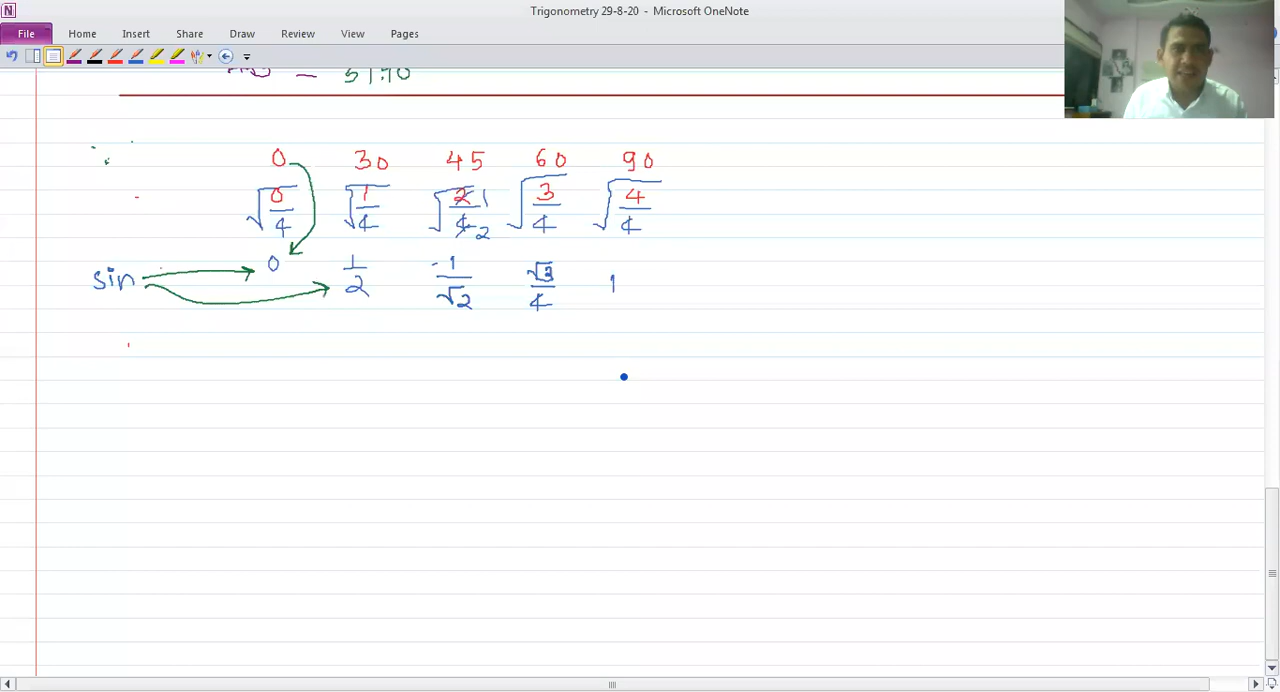 Trigonometry 29-8-20 - Microsoft OneNote
File Home Insert Share Draw Review View Pages
0 30 45 60 90
√(0/4) √(1/4) √(2/4) 1 2 √(3/4) √(4/4)
sin 0 1/2 1/√2 √3/4 1